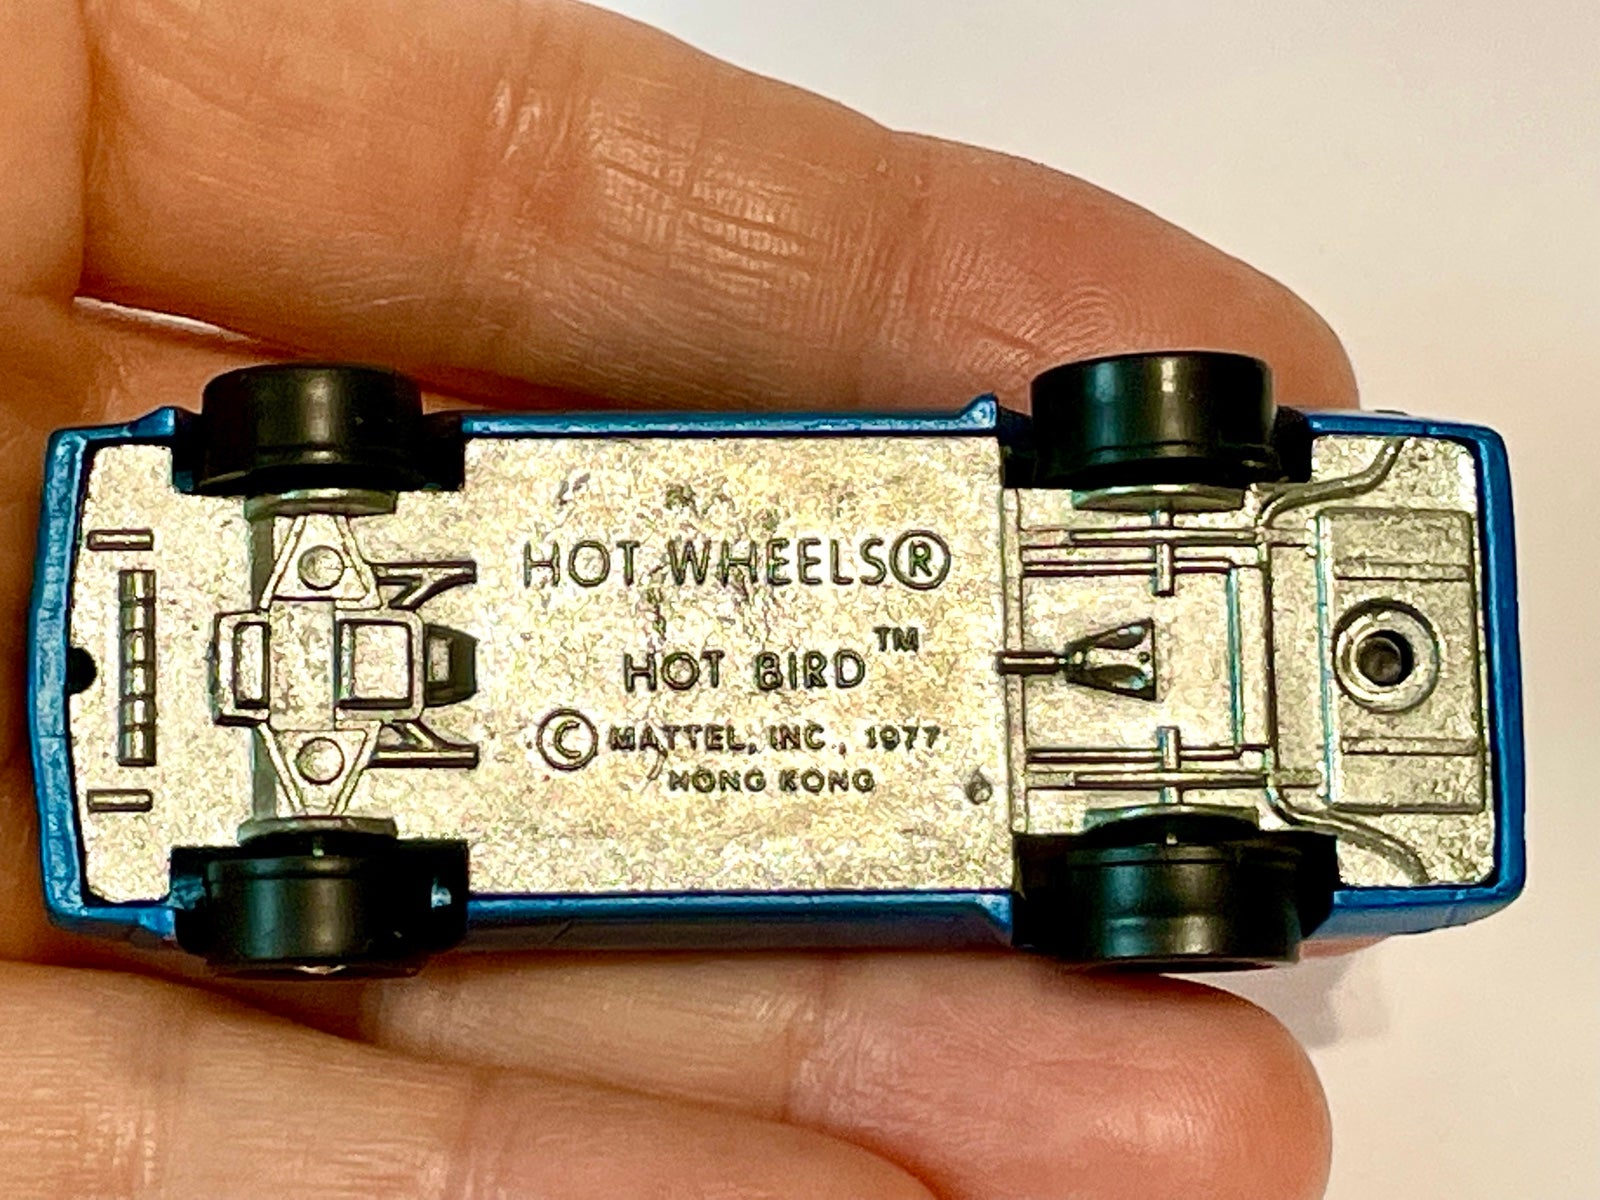 HOT WHEELS®
HOT BIRD™
© MATTEL, INC., 1977
HONG KONG